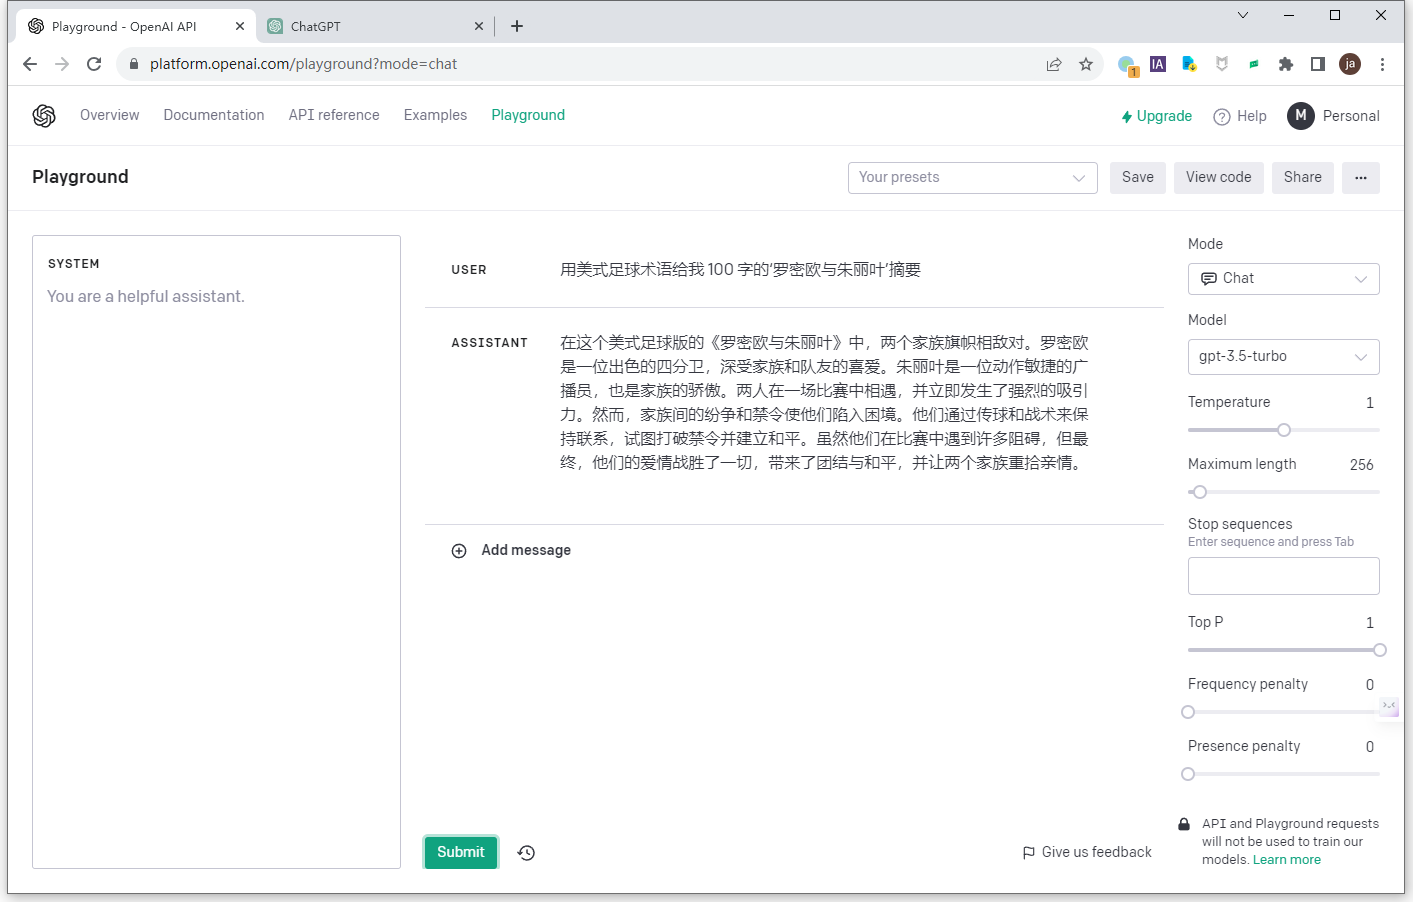 Playground - OpenAI API
ChatGPT
platform.openai.com/playground?mode=chat
1
IA
ja
Overview
Documentation
API reference
Examples
Playground
Upgrade
Help
M
Personal
Playground
Your presets
Save
View code
Share
...
SYSTEM
You are a helpful assistant.
USER
用美式足球术语给我 100 字的‘罗密欧与朱丽叶’摘要
ASSISTANT
在这个美式足球版的《罗密欧与朱丽叶》中，两个家族旗帜相敌对。罗密欧
是一位出色的四分卫，深受家族和队友的喜爱。朱丽叶是一位动作敏捷的广
播员，也是家族的骄傲。两人在一场比赛中相遇，并立即发生了强烈的吸引
力。然而，家族间的纷争和禁令使他们陷入困境。他们通过传球和战术来保
持联系，试图打破禁令并建立和平。虽然他们在比赛中遇到许多阻碍，但最
终，他们的爱情战胜了一切，带来了团结与和平，并让两个家族重拾亲情。
Add message
Submit
Give us feedback
Mode
Chat
Model
gpt-3.5-turbo
Temperature 1
Maximum length 256
Stop sequences
Enter sequence and press Tab
Top P 1
Frequency penalty 0
Presence penalty 0
API and Playground requests
will not be used to train our
models. Learn more